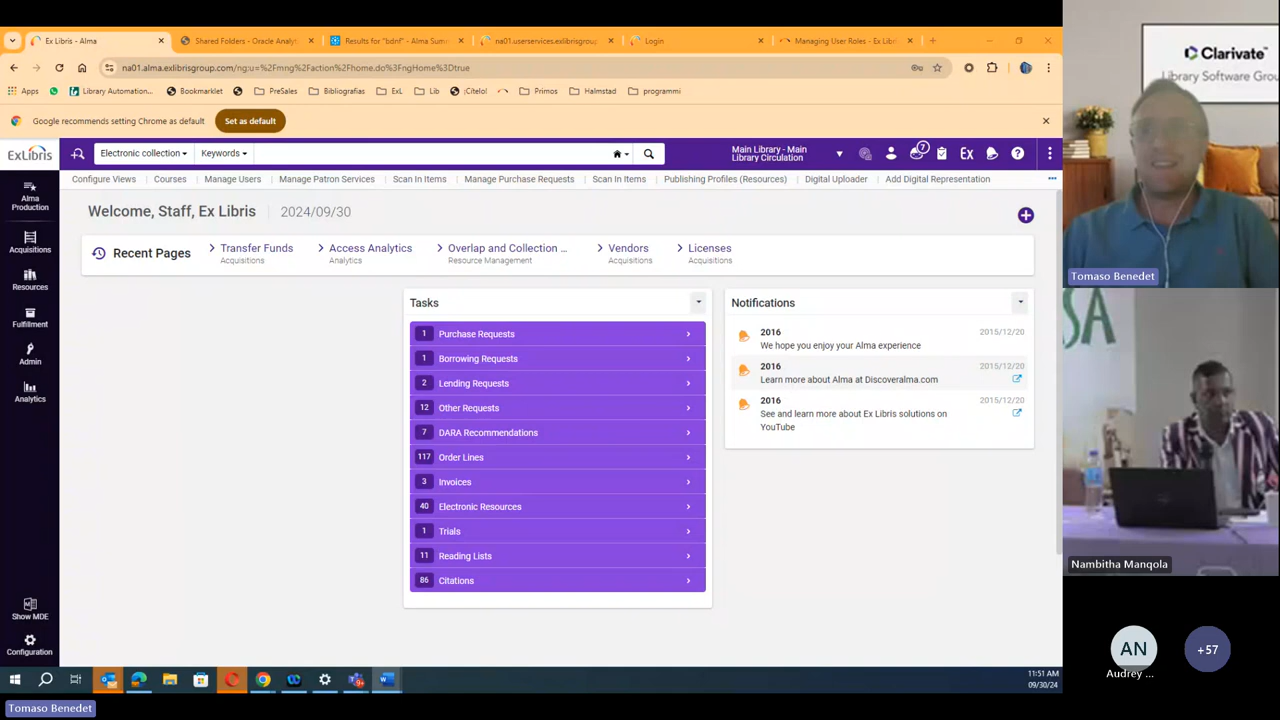 Ex Libris - Alma
Shared Folders - Oracle Analyt
Results for "bdnf" - Alma Summ
na01.userservices.exlibrisgroup
Login
Managing User Roles - Ex Lib
na01.alma.exlibrisgroup.com/ng:u=%2Fmng%2Faction%2Fhome.do%3FngHome%3Dtrue
Apps
Library Automation...
Bookmarklet
PreSales
Bibliografias
ExL
Lib
¡Cítelo!
Primos
Halmstad
programmi
Google recommends setting Chrome as default
Set as default
ExLibris
Electronic collection
Keywords
Main Library - Main
Library Circulation
7
Ex
Configure Views
Courses
Manage Users
Manage Patron Services
Scan In Items
Manage Purchase Requests
Scan In Items
Publishing Profiles (Resources)
Digital Uploader
Add Digital Representation
Alma
Production
Acquisitions
Resources
Fulfillment
Admin
Analytics
Show MDE
Configuration
Welcome, Staff, Ex Libris
2024/09/30
Recent Pages
Transfer Funds
Acquisitions
Access Analytics
Analytics
Overlap and Collection ...
Resource Management
Vendors
Acquisitions
Licenses
Acquisitions
Tasks
1 Purchase Requests
1 Borrowing Requests
2 Lending Requests
12 Other Requests
7 DARA Recommendations
117 Order Lines
3 Invoices
40 Electronic Resources
1 Trials
11 Reading Lists
86 Citations
Notifications
2016 2015/12/20
We hope you enjoy your Alma experience
2016 2015/12/20
Learn more about Alma at Discoveralma.com
2016 2015/12/20
See and learn more about Ex Libris solutions on
YouTube
11:51 AM
09/30/24
Tomaso Benedet
Clarivate™
Library Software Grou
Tomaso Benedet
SA
Nambitha Manqola
AN
Audrey ...
+57